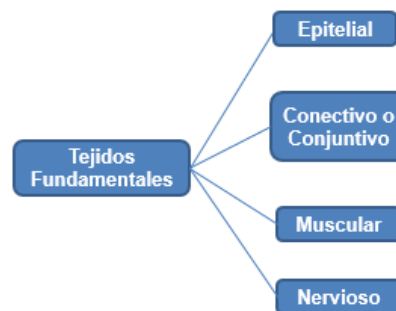 Epitelial
Conectivo o
Conjuntivo
Tejidos
Fundamentales
Muscular
Nervioso